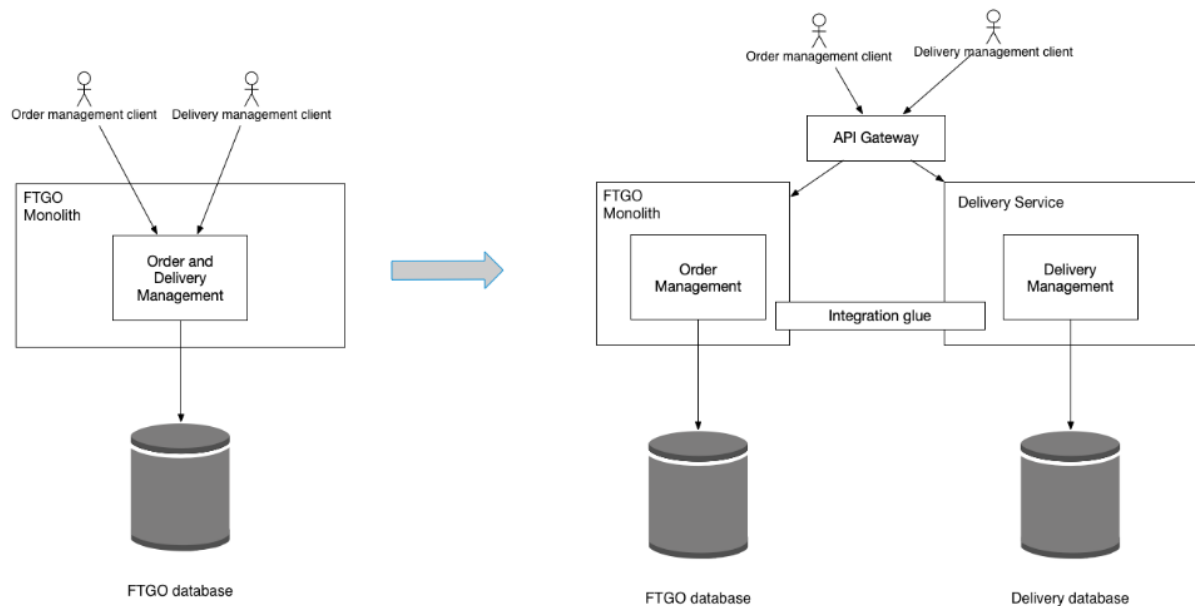 Order management client
Delivery management client
FTGO
Monolith
Order and
Delivery
Management
FTGO database
Order management client
Delivery management client
API Gateway
FTGO
Monolith
Order
Management
Integration glue
Delivery Service
Delivery
Management
FTGO database
Delivery database